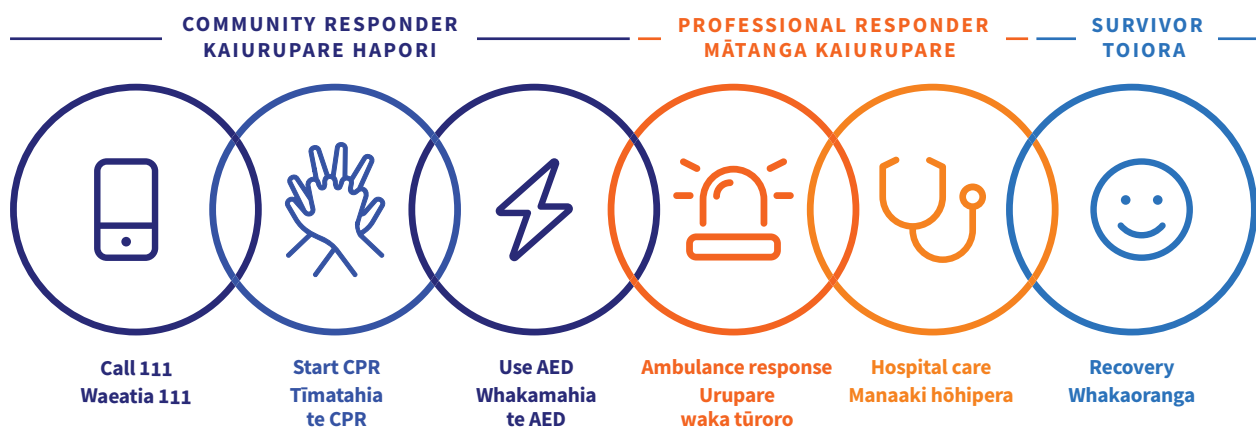 COMMUNITY RESPONDER
KAIURUPARE HAPORI
PROFESSIONAL RESPONDER
MĀTANGA KAIURUPARE
SURVIVOR
TOIORA
Call 111
Waeatia 111
Start CPR
Tīmatahia
te CPR
Use AED
Whakamahia
te AED
Ambulance response
Urupare
waka tūroro
Hospital care
Manaaki hōhipera
Recovery
Whakaoranga